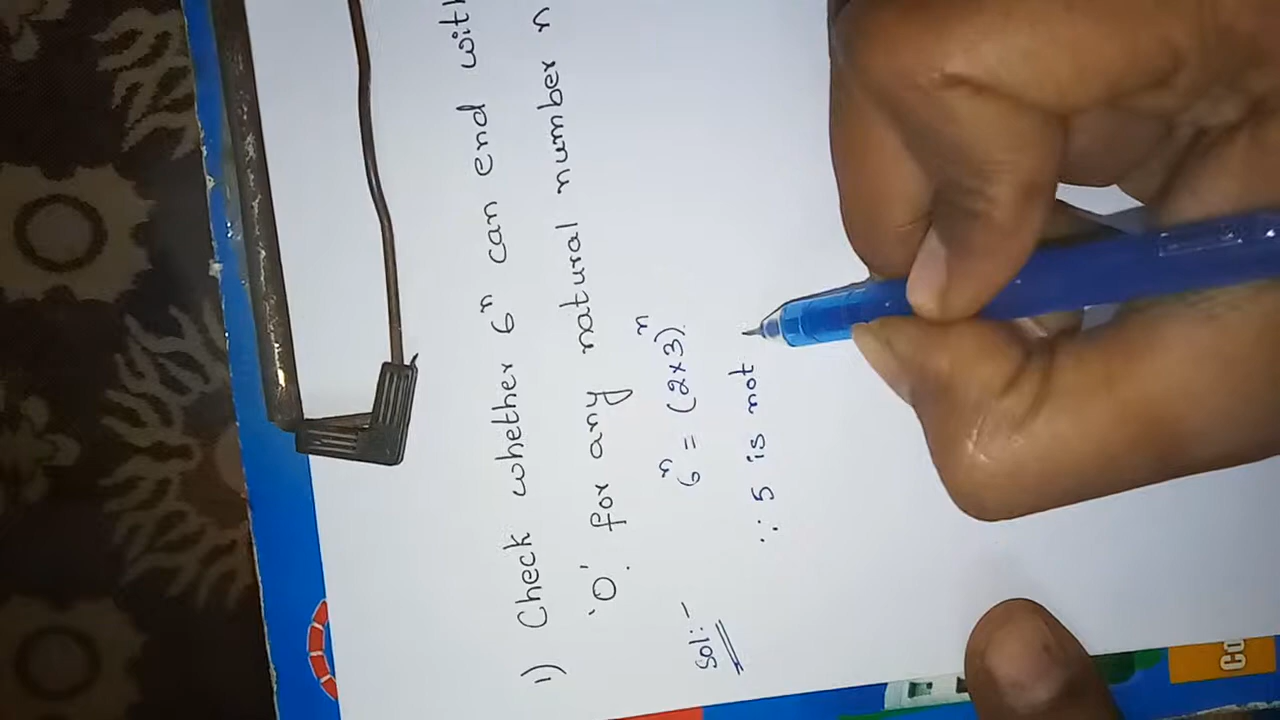 1) Check whether 6ⁿ can end with
'0'. for any natural number n
Sol:- 6ⁿ = (2×3)ⁿ.
∵ 5 is not
Co